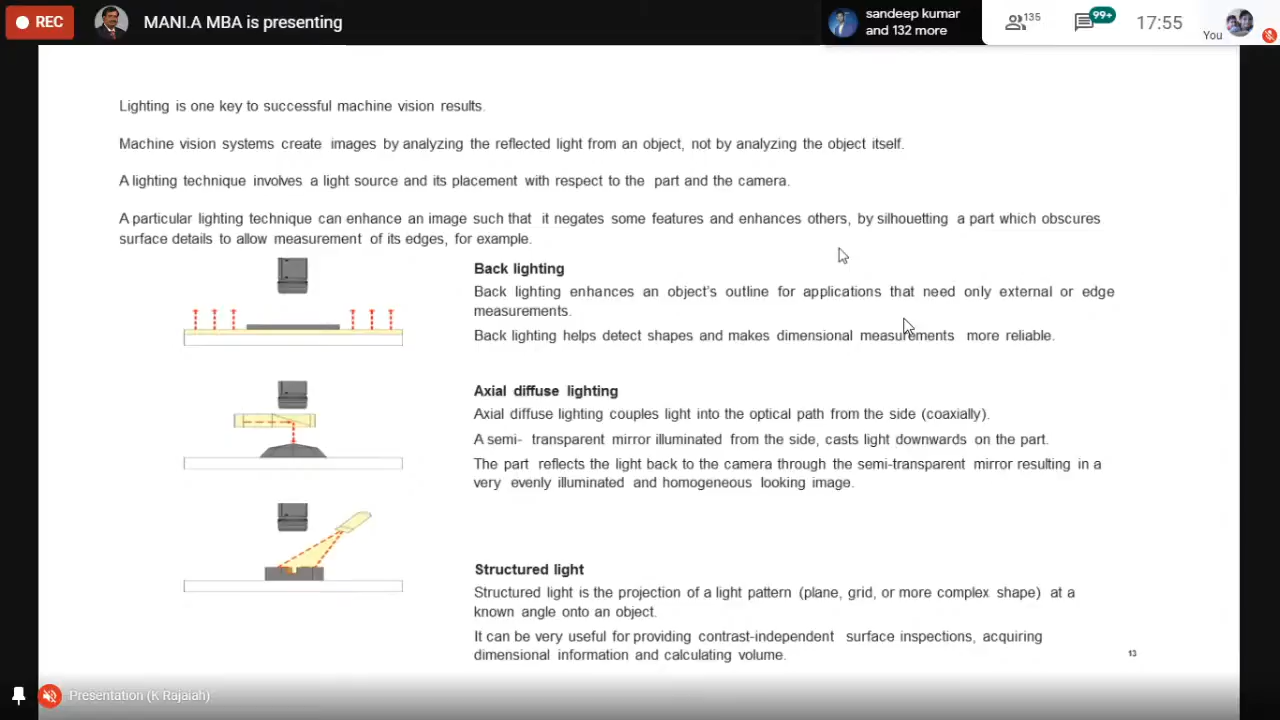 REC
MANI.A MBA is presenting
sandeep kumar
and 132 more
135
99+
17:55
You
Lighting is one key to successful machine vision results.
Machine vision systems create images by analyzing the reflected light from an object, not by analyzing the object itself.
A lighting technique involves a light source and its placement with respect to the part and the camera.
A particular lighting technique can enhance an image such that it negates some features and enhances others, by silhouetting a part which obscures
surface details to allow measurement of its edges, for example.
Back lighting
Back lighting enhances an object's outline for applications that need only external or edge
measurements.
Back lighting helps detect shapes and makes dimensional measurements more reliable.
Axial diffuse lighting
Axial diffuse lighting couples light into the optical path from the side (coaxially).
A semi- transparent mirror illuminated from the side, casts light downwards on the part.
The part reflects the light back to the camera through the semi-transparent mirror resulting in a
very evenly illuminated and homogeneous looking image.
Structured light
Structured light is the projection of a light pattern (plane, grid, or more complex shape) at a
known angle onto an object.
It can be very useful for providing contrast-independent surface inspections, acquiring
dimensional information and calculating volume.
13
Presentation (K Rajaiah)